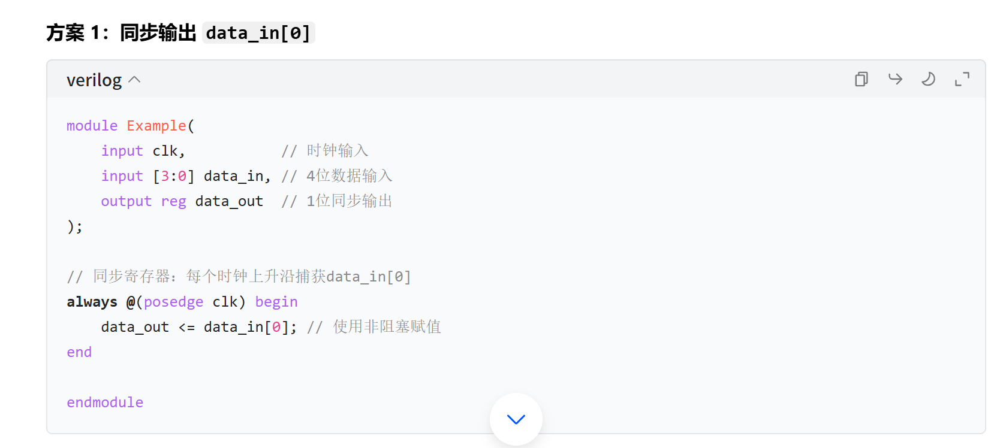 方案 1：同步输出 data_in[0]
verilog
module Example(
    input clk,           // 时钟输入
    input [3:0] data_in, // 4位数据输入
    output reg data_out  // 1位同步输出
);
// 同步寄存器：每个时钟上升沿捕获data_in[0]
always @(posedge clk) begin
    data_out <= data_in[0]; // 使用非阻塞赋值
end
endmodule